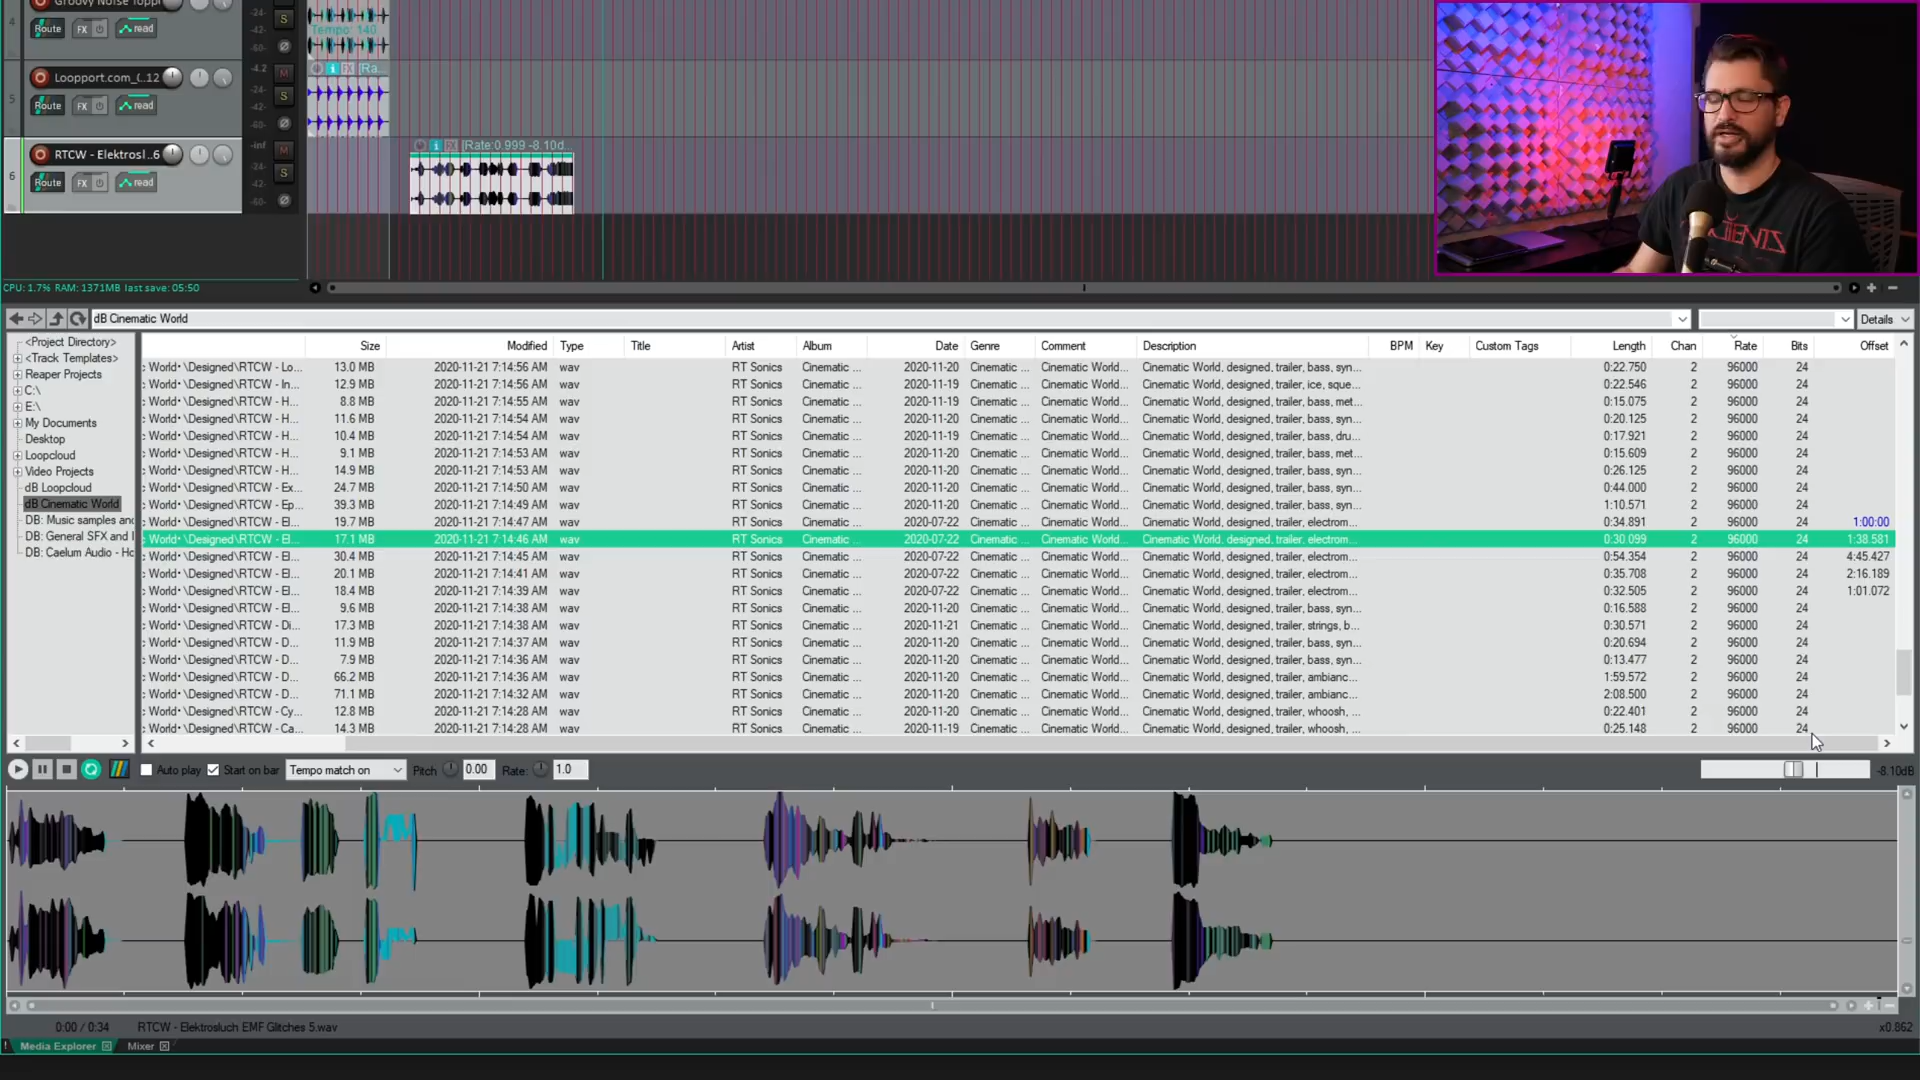 4 Groovy Noise Topp
Route FX read
-24- S
-42-
-60-
Tempo: 140
5 Loopport.com_(..12 -4.2 M
Route FX read
-24- S
-42-
-60-
i FX [Ra...
6 RTCW - Elektrosl..6 -inf M
Route FX read
-24- S
-42-
-60-
i FX [Rate:0.999 -8.10d...
CPU: 1.7% RAM: 1371MB last save: 05:50
dB Cinematic World Details
<Project Directory>
<Track Templates>
Reaper Projects
C:\
E:\
My Documents
Desktop
Loopcloud
Video Projects
dB Loopcloud
dB Cinematic World
DB: Music samples and
DB: General SFX and I
DB: Caelum Audio - Ho
Size Modified Type Title Artist Album Date Genre Comment Description BPM Key Custom Tags Length Chan Rate Bits Offset
: World•\Designed\RTCW - Lo... 13.0 MB 2020-11-21 7:14:56 AM wav RT Sonics Cinematic ... 2020-11-20 Cinematic ... Cinematic World... Cinematic World, designed, trailer, bass, syn... 0:22.750 2 96000 24
: World•\Designed\RTCW - In... 12.9 MB 2020-11-21 7:14:56 AM wav RT Sonics Cinematic ... 2020-11-19 Cinematic ... Cinematic World... Cinematic World, designed, trailer, ice, sque... 0:22.546 2 96000 24
: World•\Designed\RTCW - H... 8.8 MB 2020-11-21 7:14:55 AM wav RT Sonics Cinematic ... 2020-11-19 Cinematic ... Cinematic World... Cinematic World, designed, trailer, bass, met... 0:15.075 2 96000 24
: World•\Designed\RTCW - H... 11.6 MB 2020-11-21 7:14:54 AM wav RT Sonics Cinematic ... 2020-11-20 Cinematic ... Cinematic World... Cinematic World, designed, trailer, bass, syn... 0:20.125 2 96000 24
: World•\Designed\RTCW - H... 10.4 MB 2020-11-21 7:14:54 AM wav RT Sonics Cinematic ... 2020-11-19 Cinematic ... Cinematic World... Cinematic World, designed, trailer, bass, dru... 0:17.921 2 96000 24
: World•\Designed\RTCW - H... 9.1 MB 2020-11-21 7:14:53 AM wav RT Sonics Cinematic ... 2020-11-20 Cinematic ... Cinematic World... Cinematic World, designed, trailer, bass, met... 0:15.609 2 96000 24
: World•\Designed\RTCW - H... 14.9 MB 2020-11-21 7:14:53 AM wav RT Sonics Cinematic ... 2020-11-20 Cinematic ... Cinematic World... Cinematic World, designed, trailer, bass, syn... 0:26.125 2 96000 24
: World•\Designed\RTCW - Ex... 24.7 MB 2020-11-21 7:14:50 AM wav RT Sonics Cinematic ... 2020-11-20 Cinematic ... Cinematic World... Cinematic World, designed, trailer, bass, syn... 0:44.000 2 96000 24
: World•\Designed\RTCW - Ep... 39.3 MB 2020-11-21 7:14:49 AM wav RT Sonics Cinematic ... 2020-11-20 Cinematic ... Cinematic World... Cinematic World, designed, trailer, bass, syn... 1:10.571 2 96000 24
: World•\Designed\RTCW - El... 19.7 MB 2020-11-21 7:14:47 AM wav RT Sonics Cinematic ... 2020-07-22 Cinematic ... Cinematic World... Cinematic World, designed, trailer, electrom... 0:34.891 2 96000 24 1:00:00
: World•\Designed\RTCW - El... 17.1 MB 2020-11-21 7:14:46 AM wav RT Sonics Cinematic ... 2020-07-22 Cinematic ... Cinematic World... Cinematic World, designed, trailer, electrom... 0:30.099 2 96000 24 1:38.581
: World•\Designed\RTCW - El... 30.4 MB 2020-11-21 7:14:45 AM wav RT Sonics Cinematic ... 2020-07-22 Cinematic ... Cinematic World... Cinematic World, designed, trailer, electrom... 0:54.354 2 96000 24 4:45.427
: World•\Designed\RTCW - El... 20.1 MB 2020-11-21 7:14:41 AM wav RT Sonics Cinematic ... 2020-07-22 Cinematic ... Cinematic World... Cinematic World, designed, trailer, electrom... 0:35.708 2 96000 24 2:16.189
: World•\Designed\RTCW - El... 18.4 MB 2020-11-21 7:14:39 AM wav RT Sonics Cinematic ... 2020-07-22 Cinematic ... Cinematic World... Cinematic World, designed, trailer, electrom... 0:32.505 2 96000 24 1:01.072
: World•\Designed\RTCW - El... 9.6 MB 2020-11-21 7:14:38 AM wav RT Sonics Cinematic ... 2020-11-20 Cinematic ... Cinematic World... Cinematic World, designed, trailer, bass, syn... 0:16.588 2 96000 24
: World•\Designed\RTCW - Di... 17.3 MB 2020-11-21 7:14:38 AM wav RT Sonics Cinematic ... 2020-11-21 Cinematic ... Cinematic World... Cinematic World, designed, trailer, strings, b... 0:30.571 2 96000 24
: World•\Designed\RTCW - D... 11.9 MB 2020-11-21 7:14:37 AM wav RT Sonics Cinematic ... 2020-11-20 Cinematic ... Cinematic World... Cinematic World, designed, trailer, bass, syn... 0:20.694 2 96000 24
: World•\Designed\RTCW - D... 7.9 MB 2020-11-21 7:14:36 AM wav RT Sonics Cinematic ... 2020-11-20 Cinematic ... Cinematic World... Cinematic World, designed, trailer, bass, syn... 0:13.477 2 96000 24
: World•\Designed\RTCW - D... 66.2 MB 2020-11-21 7:14:36 AM wav RT Sonics Cinematic ... 2020-11-20 Cinematic ... Cinematic World... Cinematic World, designed, trailer, ambianc... 1:59.572 2 96000 24
: World•\Designed\RTCW - D... 71.1 MB 2020-11-21 7:14:32 AM wav RT Sonics Cinematic ... 2020-11-20 Cinematic ... Cinematic World... Cinematic World, designed, trailer, ambianc... 2:08.500 2 96000 24
: World•\Designed\RTCW - Cy... 12.8 MB 2020-11-21 7:14:28 AM wav RT Sonics Cinematic ... 2020-11-20 Cinematic ... Cinematic World... Cinematic World, designed, trailer, whoosh, ... 0:22.401 2 96000 24
: World•\Designed\RTCW - Ca... 14.3 MB 2020-11-21 7:14:28 AM wav RT Sonics Cinematic ... 2020-11-19 Cinematic ... Cinematic World... Cinematic World, designed, trailer, whoosh, ... 0:25.148 2 96000 24
Auto play Start on bar Tempo match on Pitch 0.00 Rate: 1.0 -8.10dB
0:00 / 0:34 RTCW - Elektrosluch EMF Glitches 5.wav x0.862
! Media Explorer Mixer